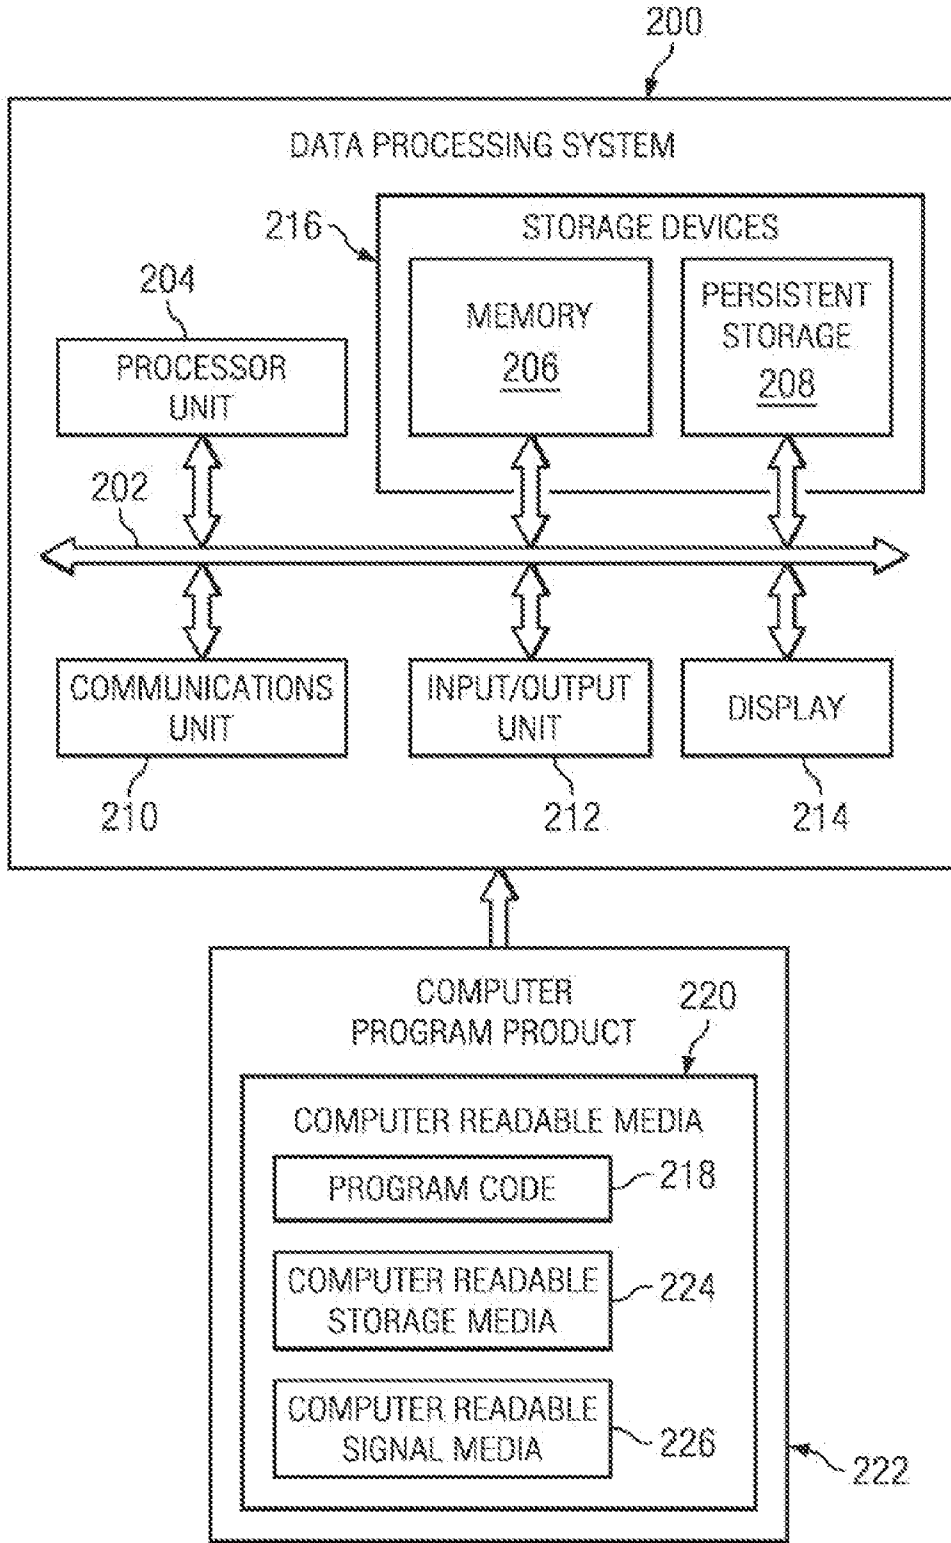 200
DATA PROCESSING SYSTEM
216
STORAGE DEVICES
204
PROCESSOR
UNIT
MEMORY
206
PERSISTENT
STORAGE
208
202
COMMUNICATIONS
UNIT
210
INPUT/OUTPUT
UNIT
212
DISPLAY
214
COMPUTER
PROGRAM PRODUCT
220
COMPUTER READABLE MEDIA
PROGRAM CODE
218
COMPUTER READABLE
STORAGE MEDIA
224
COMPUTER READABLE
SIGNAL MEDIA
226
222